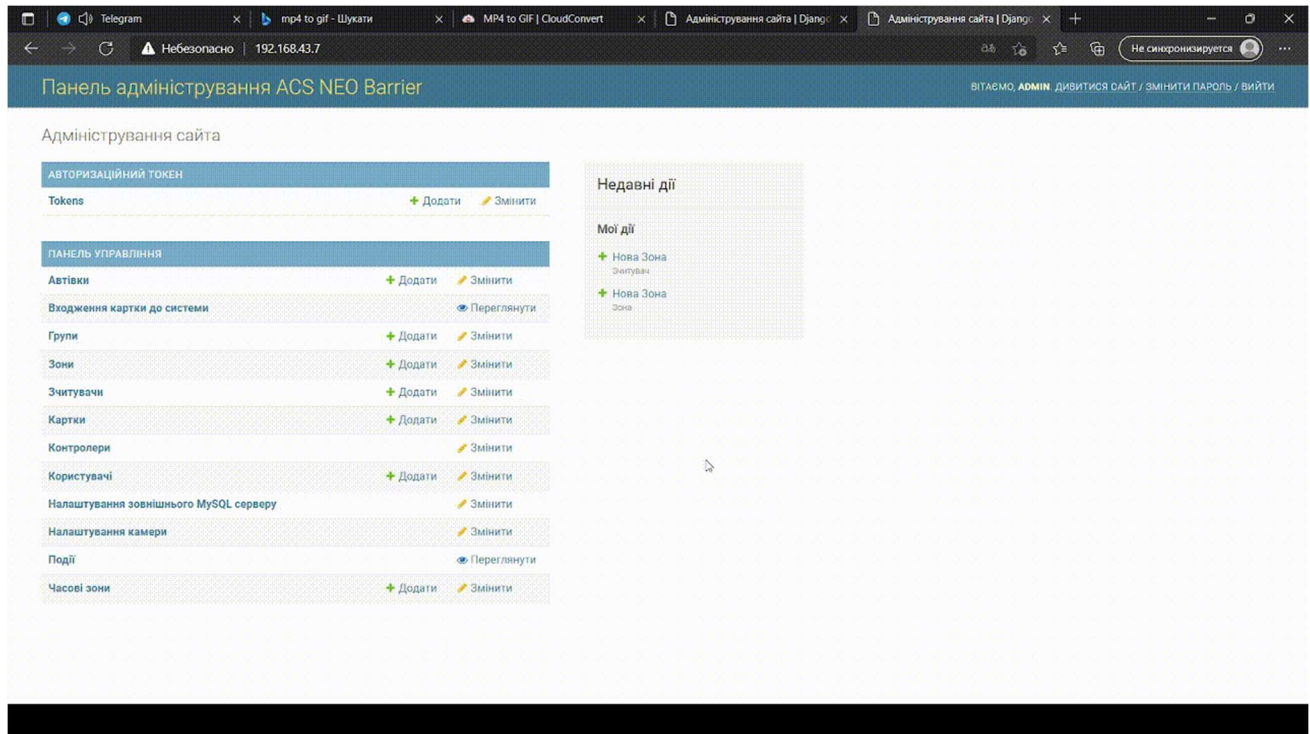 Telegram
mp4 to gif - Шукати
MP4 to GIF | CloudConvert
Адміністрування сайта | Django
Адміністрування сайта | Django
Небезопасно | 192.168.43.7
Не синхронизируется
Панель адміністрування ACS NEO Barrier
ВІТАЄМО, ADMIN. ДИВИТИСЯ САЙТ / ЗМІНИТИ ПАРОЛЬ / ВИЙТИ
Адміністрування сайта
АВТОРИЗАЦІЙНИЙ ТОКЕН
Tokens Додати Змінити
ПАНЕЛЬ УПРАВЛІННЯ
Автівки Додати Змінити
Входження картки до системи Переглянути
Групи Додати Змінити
Зони Додати Змінити
Зчитувачи Додати Змінити
Картки Додати Змінити
Контролери Змінити
Користувачі Додати Змінити
Налаштування зовнішнього MySQL серверу Змінити
Налаштування камери Змінити
Події Переглянути
Часові зони Додати Змінити
Недавні дії
Мої дії
Нова Зона
Зчитувач
Нова Зона
Зона